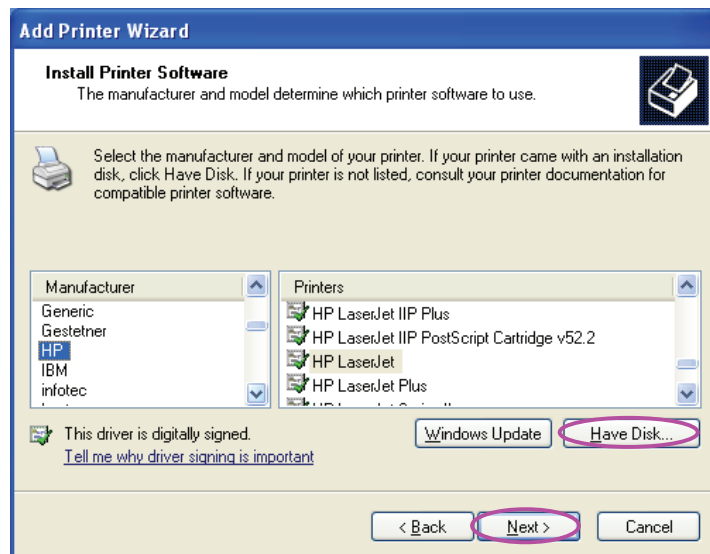 Add Printer Wizard
Install Printer Software
The manufacturer and model determine which printer software to use.
Select the manufacturer and model of your printer. If your printer came with an installation
disk, click Have Disk. If your printer is not listed, consult your printer documentation for
compatible printer software.
Manufacturer
Generic
Gestetner
HP
IBM
infotec
Printers
HP LaserJet IIP Plus
HP LaserJet IIP PostScript Cartridge v52.2
HP LaserJet
HP LaserJet Plus
This driver is digitally signed.
Tell me why driver signing is important
Windows Update
Have Disk...
< Back
Next >
Cancel